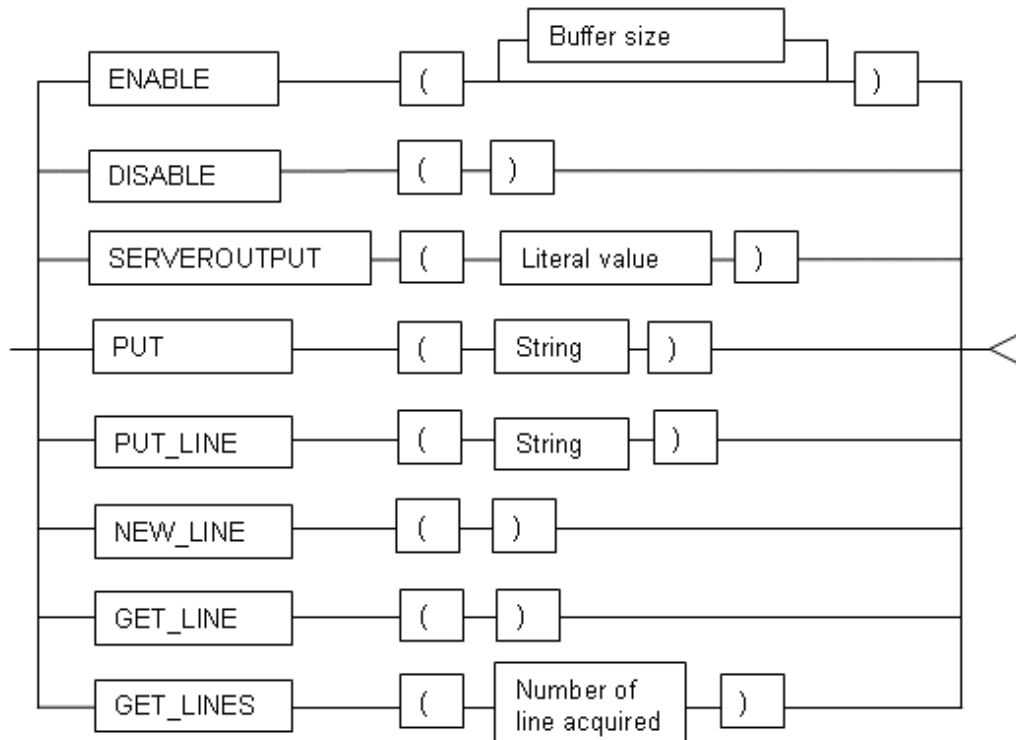 Buffer size
ENABLE ( )
DISABLE ( )
SERVEROUTPUT ( Literal value )
PUT ( String )
PUT_LINE ( String )
NEW_LINE ( )
GET_LINE ( )
GET_LINES ( Number of
line acquired )